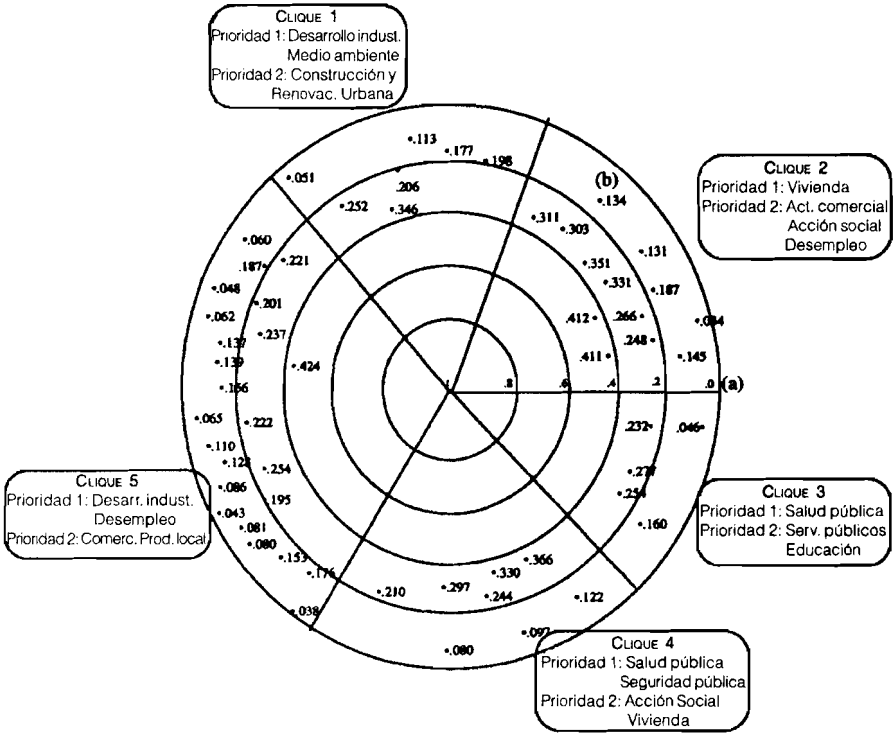 CLIQUE 1
Prioridad 1: Desarrollo indust.
Medio ambiente
Prioridad 2: Construcción y
Renovac. Urbana
.113
.177
.198
.051
.206
.252
.346
(b)
.134
CLIQUE 2
Prioridad 1: Vivienda
Prioridad 2: Act. comercial
Acción social
Desempleo
.311
.303
.131
.351
.331
.187
.412
.266
.248
.411
.145
.060
.187
.221
.048
.201
.062
.237
.139
.424
.065
.222
.110
.254
.086
.195
.043
.081
.080
.153
.176
.038
1
.8
.6
.4
.2
.0
(a)
.232
.046
.160
CLIQUE 3
Prioridad 1: Salud pública
Prioridad 2: Serv. públicos
Educación
CLIQUE 5
Prioridad 1: Desarr. indust.
Desempleo
Prioridad 2: Comerc. Prod. local
.366
.330
.297
.244
.210
.122
.097
.080
CLIQUE 4
Prioridad 1: Salud pública
Seguridad pública
Prioridad 2: Acción Social
Vivienda